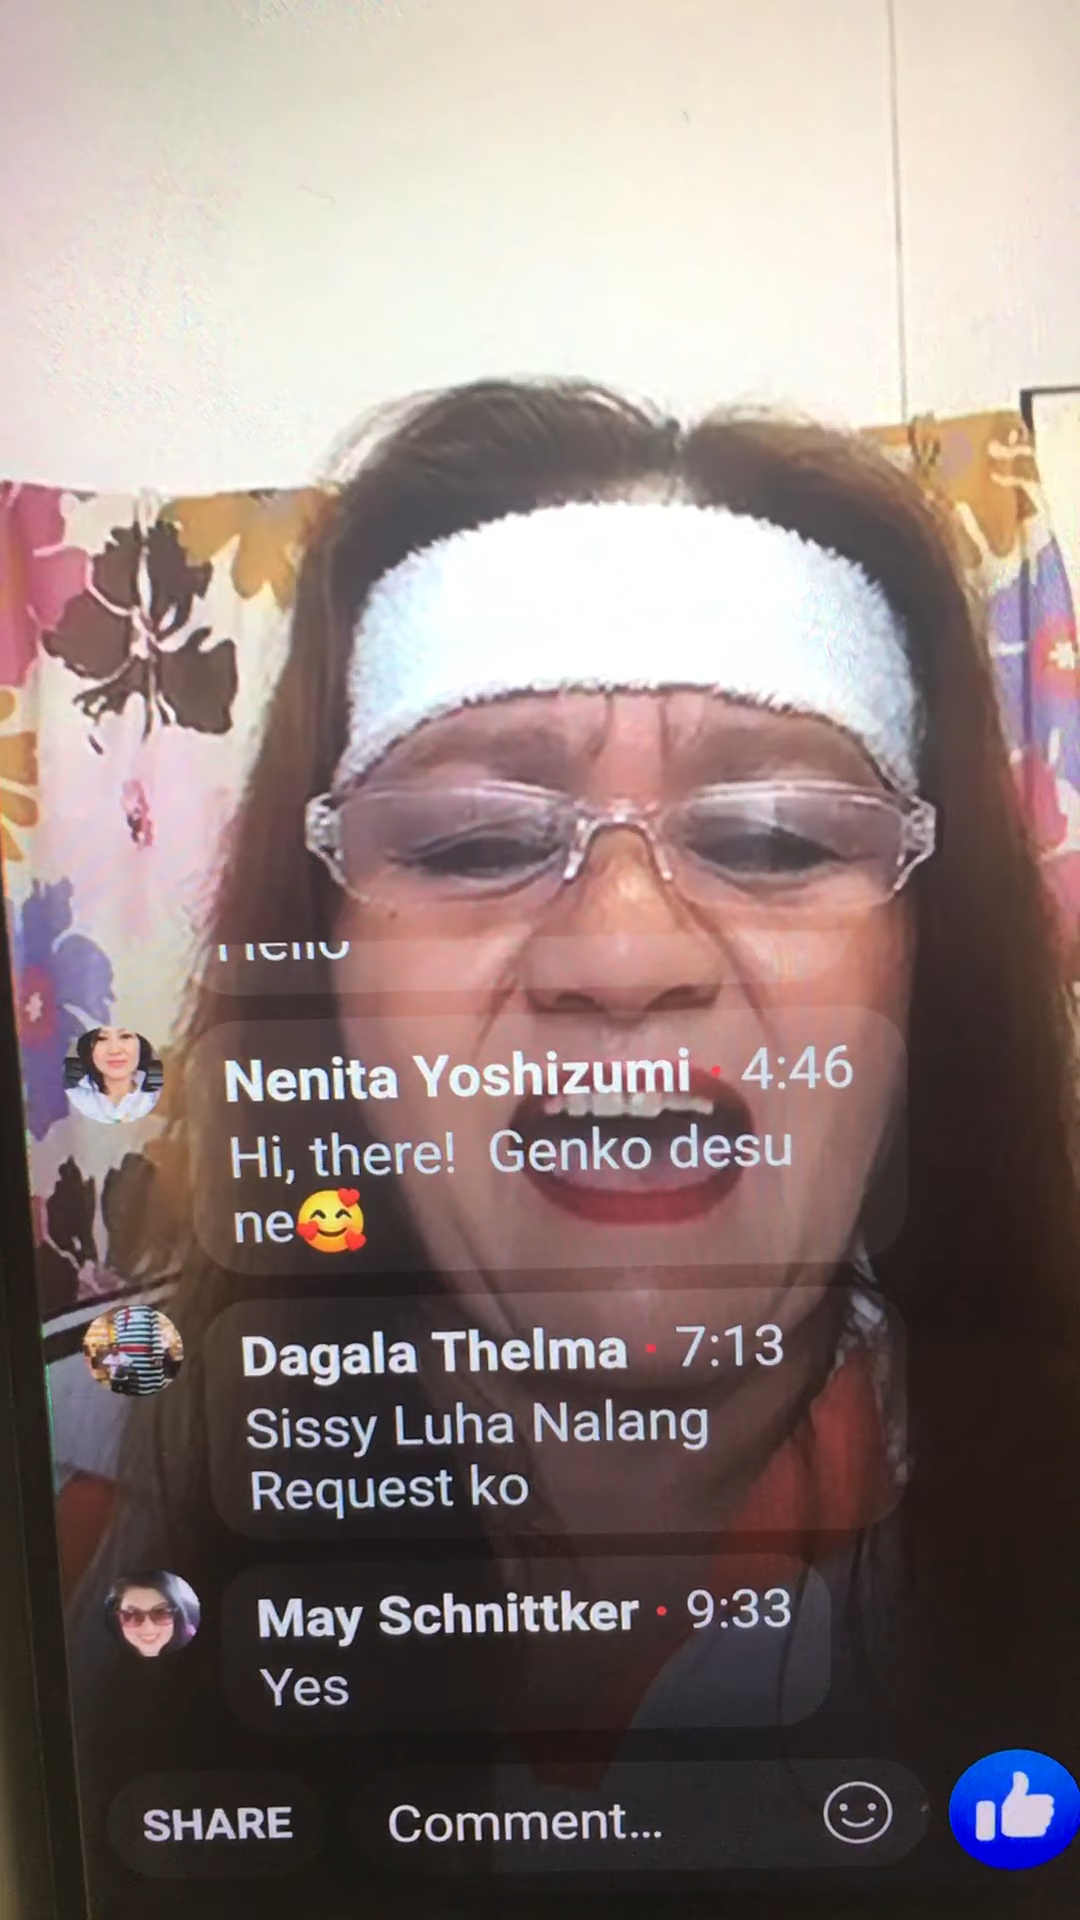 Hello
Nenita Yoshizumi • 4:46
Hi, there! Genko desu
ne🥰
Dagala Thelma • 7:13
Sissy Luha Nalang
Request ko
May Schnittker • 9:33
Yes
SHARE
Comment...